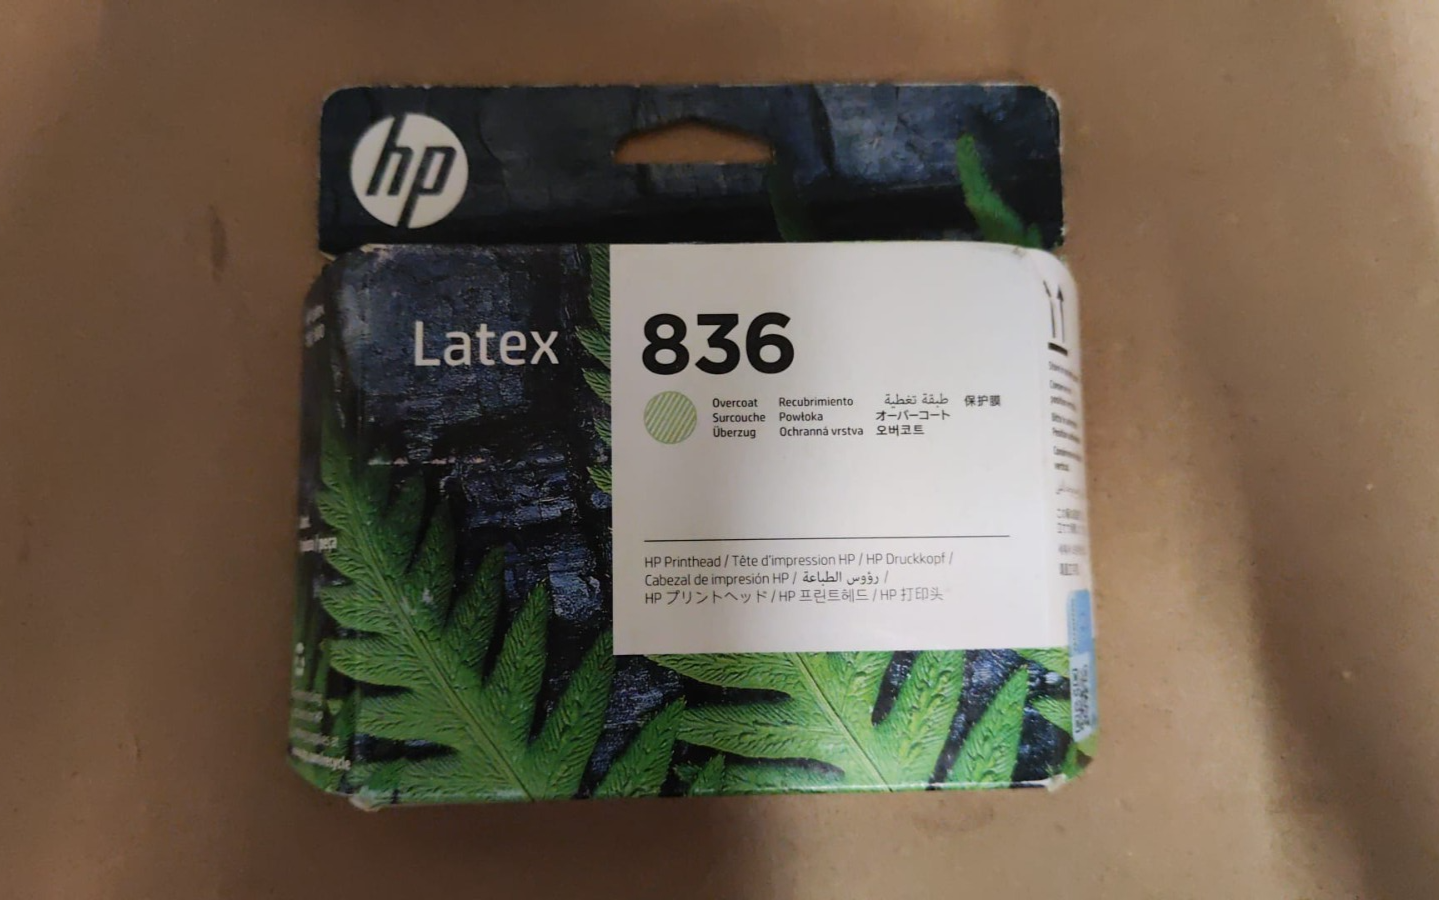 hp
Latex
836
Overcoat Recubrimiento طبقة تغطية 保护膜
Surcouche Powłoka オーバーコート
Überzug Ochranná vrstva 오버코트
HP Printhead / Tête d'impression HP / HP Druckkopf /
Cabezal de impresión HP / رؤوس الطباعة /
HP プリントヘッド / HP 프린트헤드 / HP 打印头